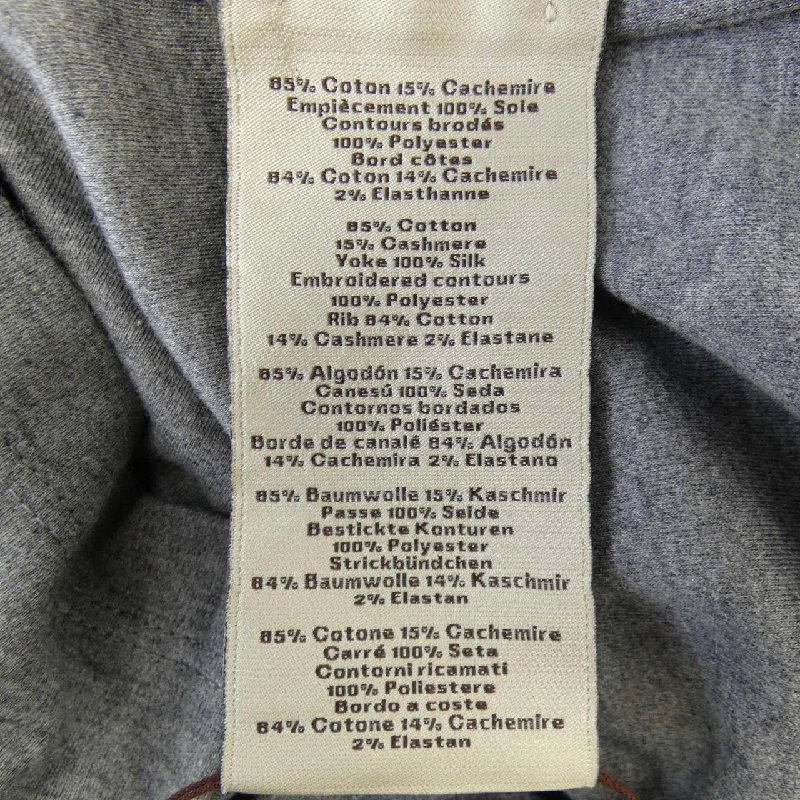 85% Coton 15% Cachemire
Empiècement 100% Soie
Contours brodés
100% Polyester
Bord côtes
84% Coton 14% Cachemire
2% Elasthanne
85% Cotton
15% Cashmere
Yoke 100% Silk
Embroidered contours
100% Polyester
Rib 84% Cotton
14% Cashmere 2% Elastane
85% Algodón 15% Cachemira
Canesú 100% Seda
Contornos bordados
100% Poliéster
Borde de canalé 84% Algodón
14% Cachemira 2% Elastano
85% Baumwolle 15% Kaschmir
Passe 100% Seide
Bestickte Konturen
100% Polyester
Strickbündchen
84% Baumwolle 14% Kaschmir
2% Elastan
85% Cotone 15% Cachemire
Carré 100% Seta
Contorni ricamati
100% Poliestere
Bordo a coste
84% Cotone 14% Cachemire
2% Elastan